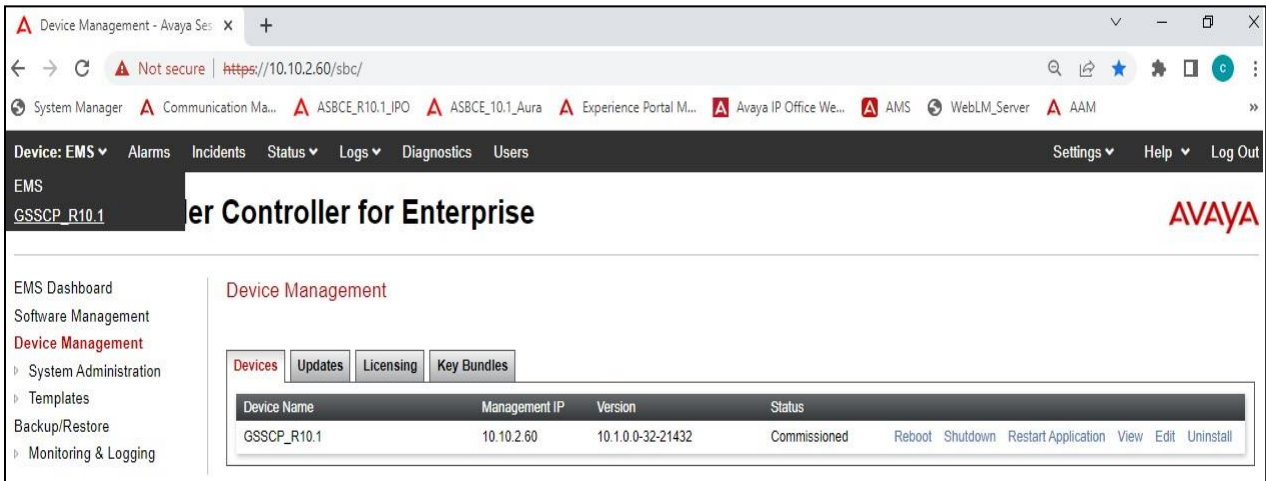 Device Management - Avaya Ses
Not secure https://10.10.2.60/sbc/
System Manager Communication Ma... ASBCE_R10.1_IPO ASBCE_10.1_Aura Experience Portal M... Avaya IP Office We... AMS WebLM_Server AAM
Device: EMS Alarms Incidents Status Logs Diagnostics Users Settings Help Log Out
EMS
GSSCP_R10.1
er Controller for Enterprise AVAYA
EMS Dashboard
Software Management
Device Management
System Administration
Templates
Backup/Restore
Monitoring & Logging
Device Management
Devices Updates Licensing Key Bundles
Device Name Management IP Version Status
GSSCP_R10.1 10.10.2.60 10.1.0.0-32-21432 Commissioned Reboot Shutdown Restart Application View Edit Uninstall